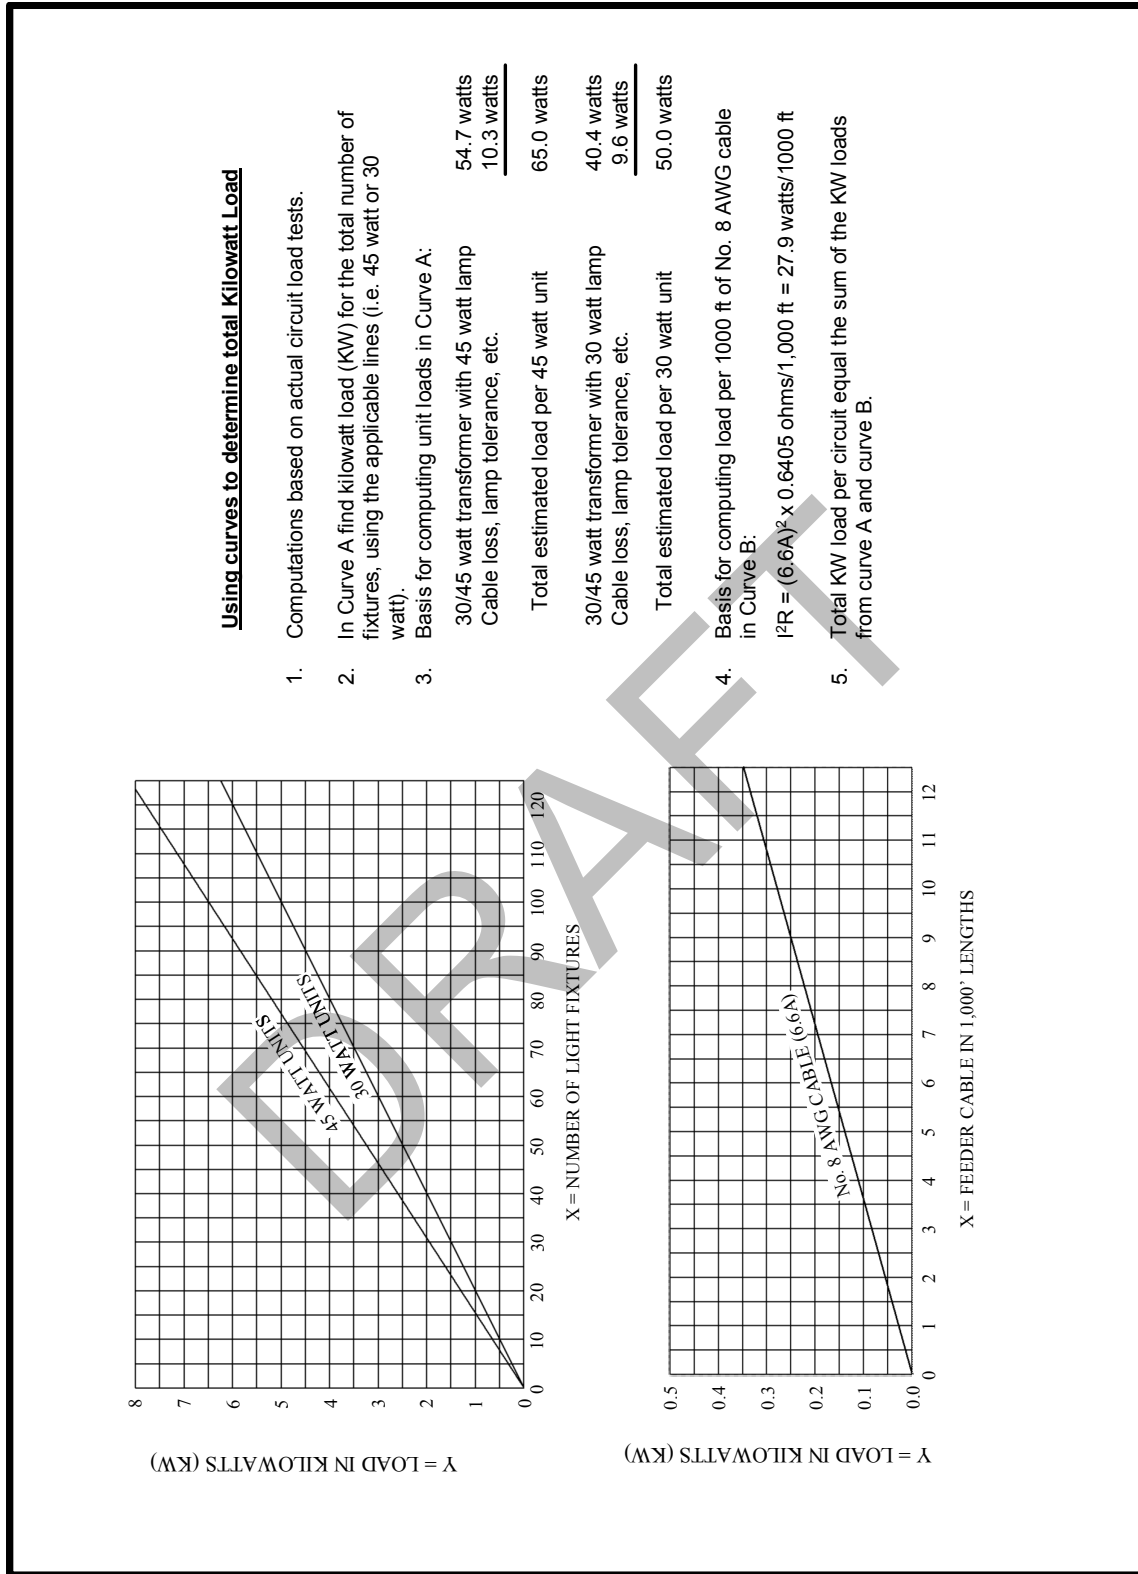 Using curves to determine total Kilowatt Load
1. Computations based on actual circuit load tests.
2. In Curve A find kilowatt load (KW) for the total number of
fixtures, using the applicable lines (i.e. 45 watt or 30
watt).
3. Basis for computing unit loads in Curve A:
30/45 watt transformer with 45 watt lamp 54.7 watts
Cable loss, lamp tolerance, etc. 10.3 watts
Total estimated load per 45 watt unit 65.0 watts
30/45 watt transformer with 30 watt lamp 40.4 watts
Cable loss, lamp tolerance, etc. 9.6 watts
Total estimated load per 30 watt unit 50.0 watts
4. Basis for computing load per 1000 ft of No. 8 AWG cable
in Curve B:
I²R = (6.6A)² x 0.6405 ohms/1,000 ft = 27.9 watts/1000 ft
5. Total KW load per circuit equal the sum of the KW loads
from curve A and curve B.
Y = LOAD IN KILOWATTS (KW)
8
7
6
5
4
3
2
1
0
45 WATT UNITS
30 WATT UNITS
0 10 20 30 40 50 60 70 80 90 100 110 120
X = NUMBER OF LIGHT FIXTURES
Y = LOAD IN KILOWATTS (KW)
0.5
0.4
0.3
0.2
0.1
0.0
No. 8 AWG CABLE (6.6A)
0 1 2 3 4 5 6 7 8 9 10 11 12
X = FEEDER CABLE IN 1,000' LENGTHS
DRAFT